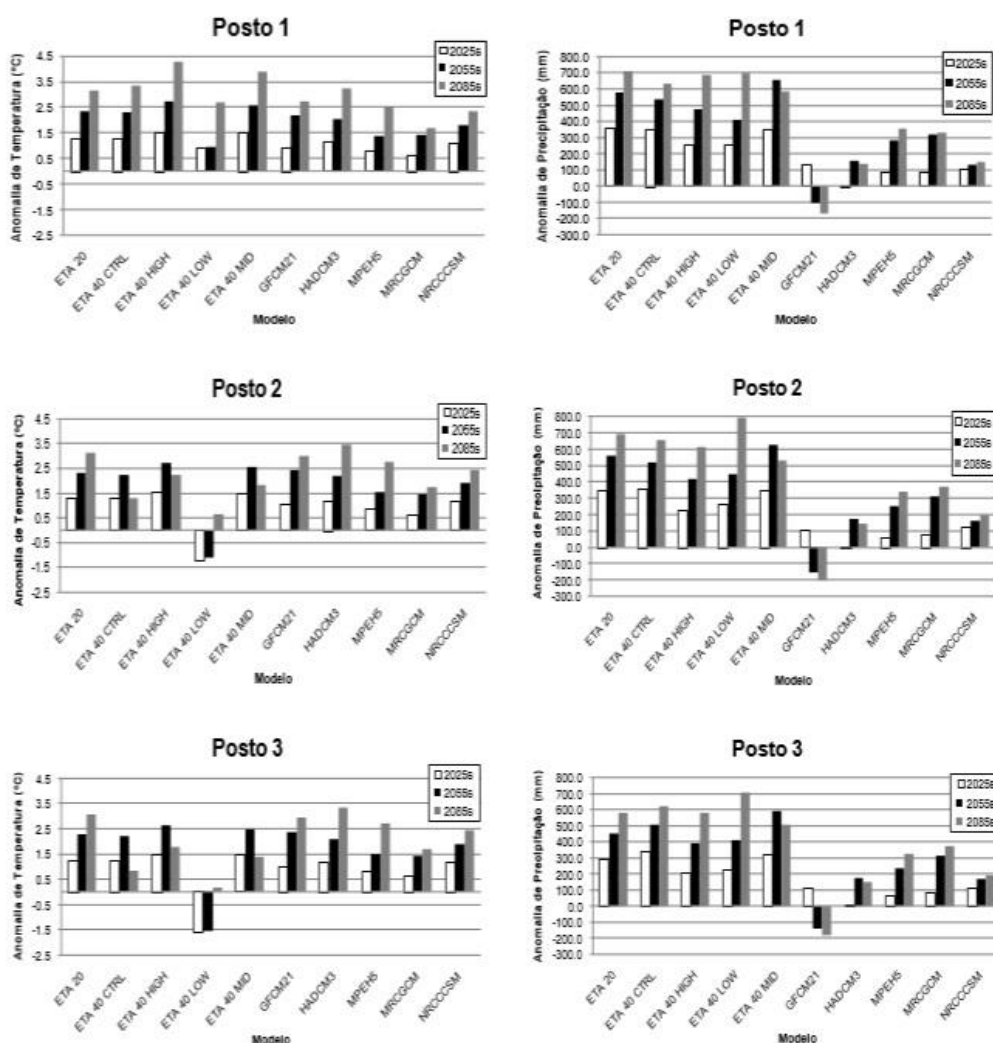 Posto 1
Anomalia de Temperatura (°C)
4.5
3.5
2.5
1.5
0.5
-0.5
-1.5
-2.5
2025s
2055s
2085s
ETA 20
ETA 40 CTRL
ETA 40 HIGH
ETA 40 LOW
ETA 40 MID
GFCM21
HADCM3
MPEH5
MRCGCM
NRCCCSM
Modelo
Posto 1
Anomalia de Precipitação (mm)
800.0
700.0
600.0
500.0
400.0
300.0
200.0
100.0
0.0
-100.0
-200.0
-300.0
2025s
2055s
2085s
ETA 20
ETA 40 CTRL
ETA 40 HIGH
ETA 40 LOW
ETA 40 MID
GFCM21
HADCM3
MPEH5
MRCGCM
NRCCCSM
Modelo
Posto 2
Anomalia de Temperatura (°C)
4.5
3.5
2.5
1.5
0.5
-0.5
-1.5
-2.5
2025s
2055s
2085s
ETA 20
ETA 40 CTRL
ETA 40 HIGH
ETA 40 LOW
ETA 40 MID
GFCM21
HADCM3
MPEH5
MRCGCM
NRCCCSM
Modelo
Posto 2
Anomalia de Precipitação (mm)
800.0
700.0
600.0
500.0
400.0
300.0
200.0
100.0
0.0
-100.0
-200.0
-300.0
2025s
2055s
2085s
ETA 20
ETA 40 CTRL
ETA 40 HIGH
ETA 40 LOW
ETA 40 MID
GFCM21
HADCM3
MPEH5
MRCGCM
NRCCCSM
Modelo
Posto 3
Anomalia de Temperatura (°C)
4.5
3.5
2.5
1.5
0.5
-0.5
-1.5
-2.5
2025s
2055s
2085s
ETA 20
ETA 40 CTRL
ETA 40 HIGH
ETA 40 LOW
ETA 40 MID
GFCM21
HADCM3
MPEH5
MRCGCM
NRCCCSM
Modelo
Posto 3
Anomalia de Precipitação (mm)
800.0
700.0
600.0
500.0
400.0
300.0
200.0
100.0
0.0
-100.0
-200.0
-300.0
2025s
2055s
2085s
ETA 20
ETA 40 CTRL
ETA 40 HIGH
ETA 40 LOW
ETA 40 MID
GFCM21
HADCM3
MPEH5
MRCGCM
NRCCCSM
Modelo